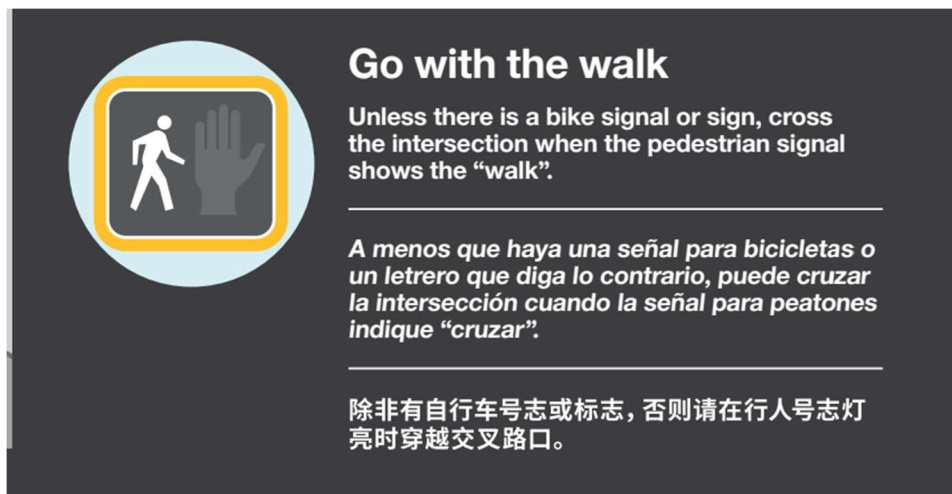 Go with the walk
Unless there is a bike signal or sign, cross
the intersection when the pedestrian signal
shows the “walk”.
A menos que haya una señal para bicicletas o
un letrero que diga lo contrario, puede cruzar
la intersección cuando la señal para peatones
indique “cruzar”.
除非有自行车号志或标志，否则请在行人号志灯
亮时穿越交叉路口。